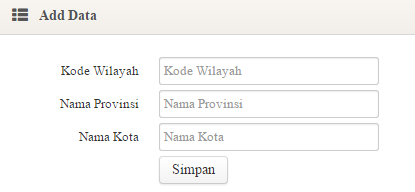 Add Data
Kode Wilayah Kode Wilayah
Nama Provinsi Nama Provinsi
Nama Kota Nama Kota
Simpan